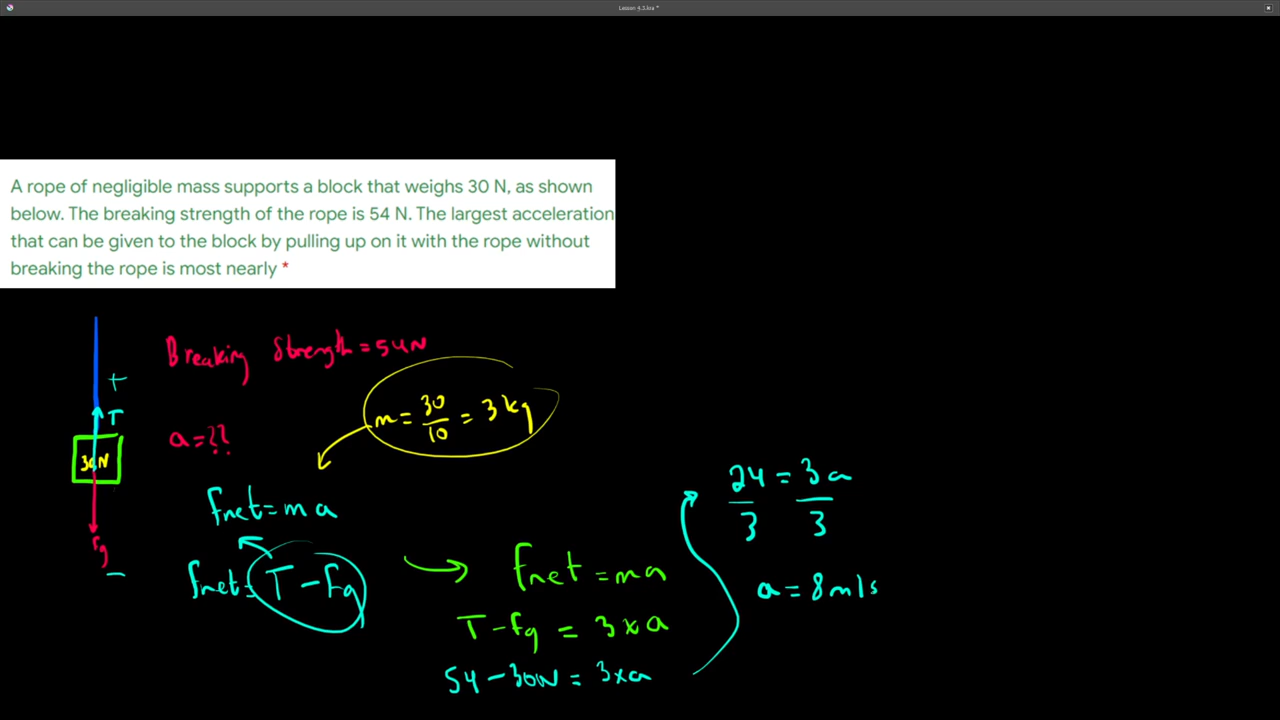 Lesson 4.3.kra *
A rope of negligible mass supports a block that weighs 30 N, as shown
below. The breaking strength of the rope is 54 N. The largest acceleration
that can be given to the block by pulling up on it with the rope without
breaking the rope is most nearly *
Breaking Strength = 54N
+
T
30N
Fg
−
a = ??
m = 30/10 = 3 kg
Fnet = m a
Fnet = T − Fg
Fnet = ma
T − Fg = 3 × a
54 − 30N = 3×a
24/3 = 3a/3
a = 8 m/s